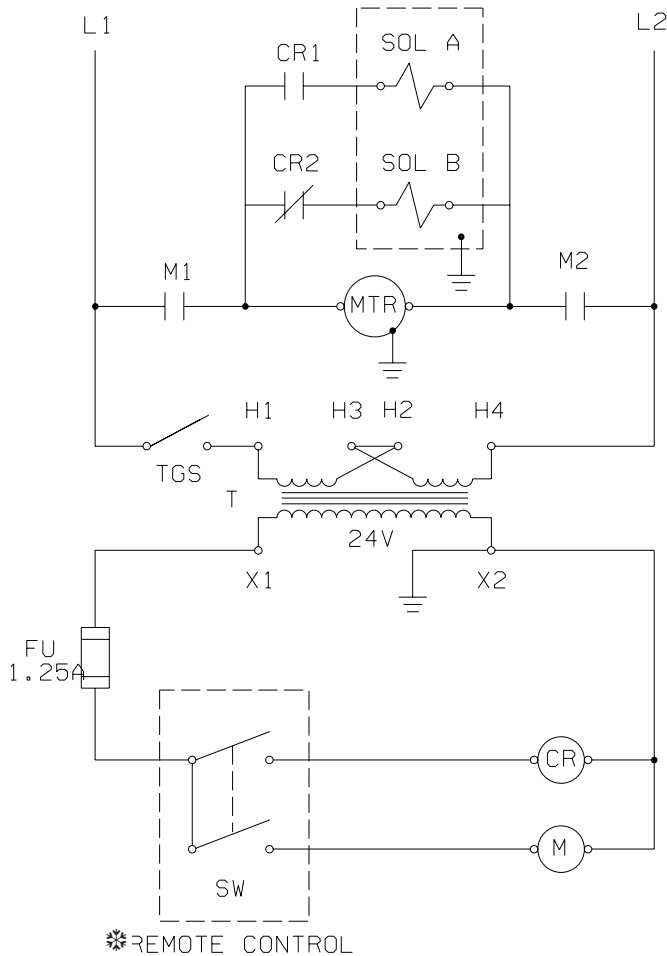 L1
L2
CR1
SOL A
CR2
SOL B
M1
M2
MTR
H1
H3
H2
H4
TGS
T
24V
X1
X2
FU
1.25A
CR
M
SW
REMOTE CONTROL